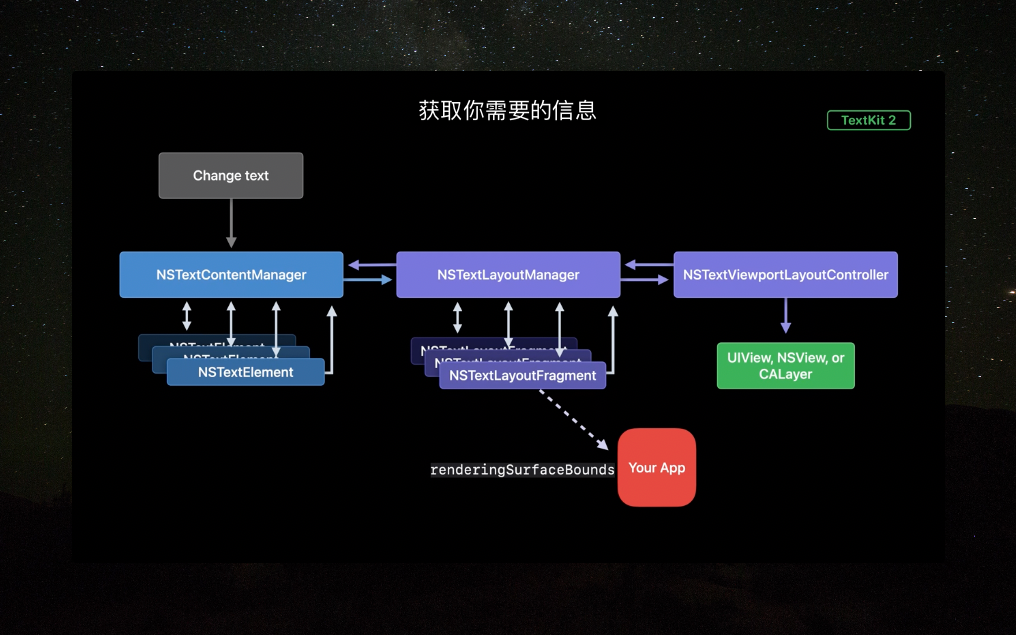 获取你需要的信息
TextKit 2
Change text
NSTextContentManager
NSTextLayoutManager
NSTextViewportLayoutController
NSTextElement
NSTextElement
NSTextElement
NSTextLayoutFragment
NSTextLayoutFragment
NSTextLayoutFragment
UIView, NSView, or
CALayer
renderingSurfaceBounds
Your App